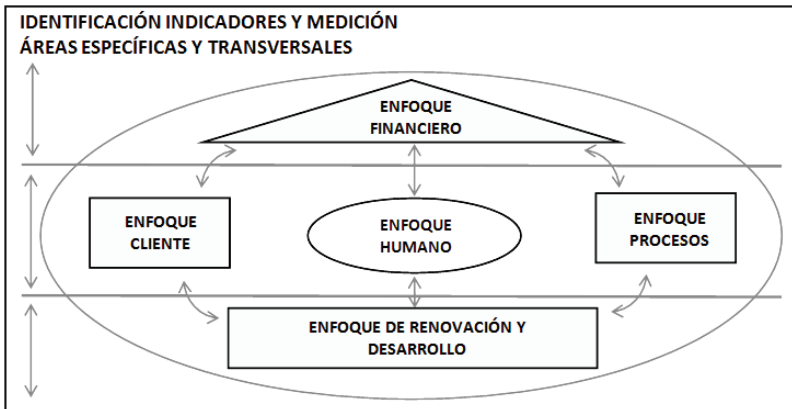 IDENTIFICACIÓN INDICADORES Y MEDICIÓN
ÁREAS ESPECÍFICAS Y TRANSVERSALES
ENFOQUE
FINANCIERO
ENFOQUE
CLIENTE
ENFOQUE
HUMANO
ENFOQUE
PROCESOS
ENFOQUE DE RENOVACIÓN Y
DESARROLLO